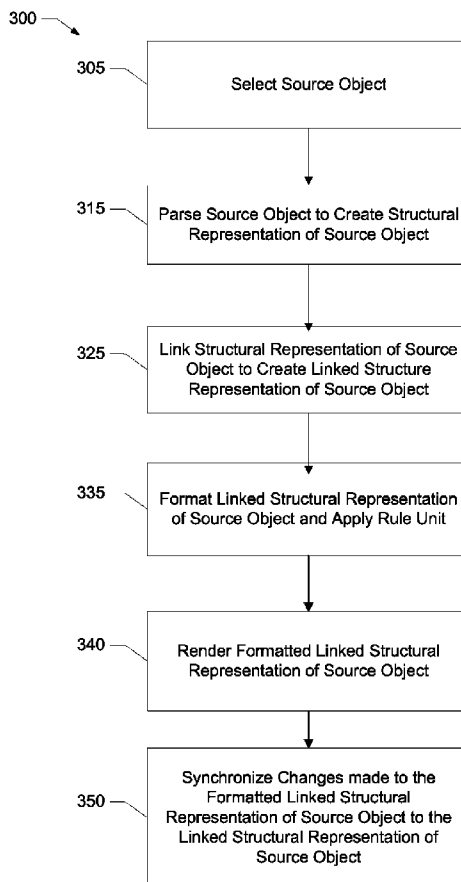 300
305
Select Source Object
315
Parse Source Object to Create Structural
Representation of Source Object
325
Link Structural Representation of Source
Object to Create Linked Structure
Representation of Source Object
335
Format Linked Structural Representation
of Source Object and Apply Rule Unit
340
Render Formatted Linked Structural
Representation of Source Object
350
Synchronize Changes made to the
Formatted Linked Structural
Representation of Source Object to the
Linked Structural Representation of
Source Object